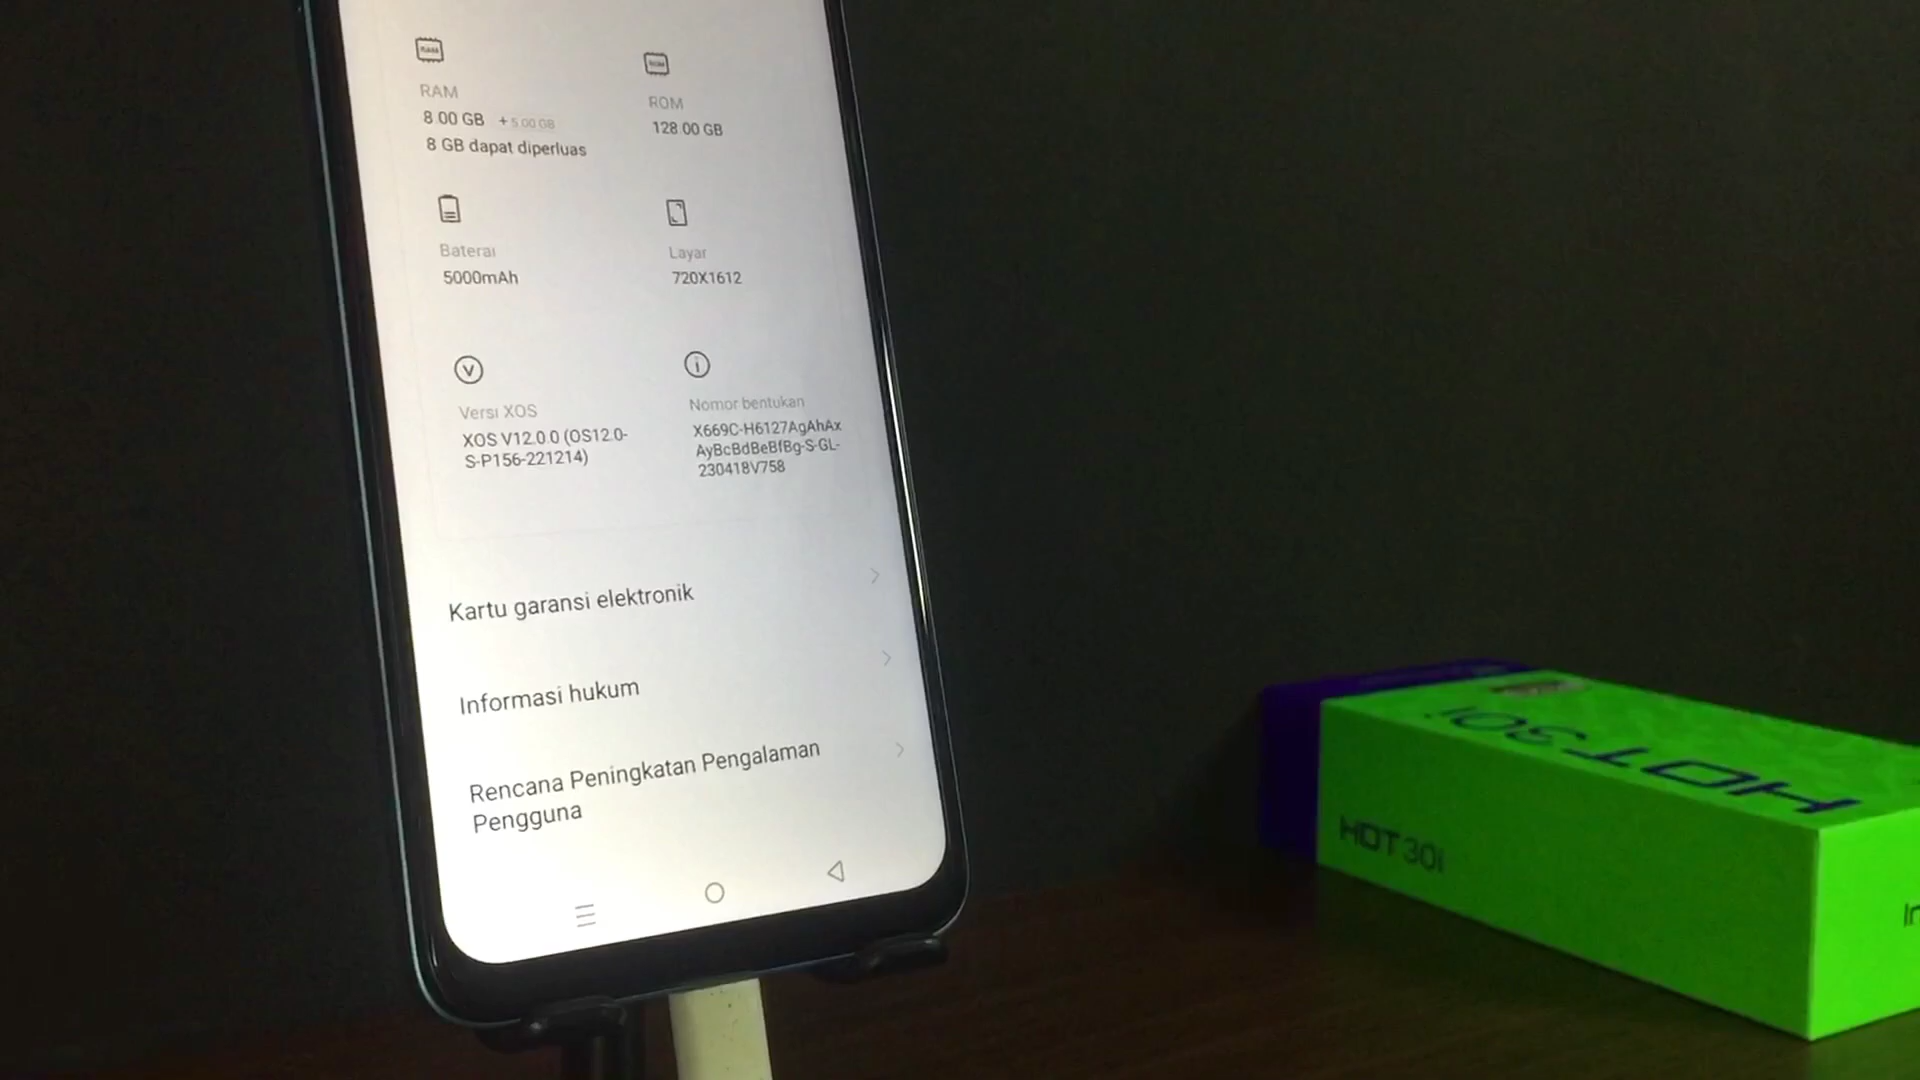 RAM
8.00 GB + 5.00 GB
8 GB dapat diperluas
ROM
128.00 GB
Baterai
5000mAh
Layar
720X1612
Versi XOS
XOS V12.0.0 (OS12.0-
S-P156-221214)
Nomor bentukan
X669C-H6127AgAhAx
AyBcBdBeBfBg-S-GL-
230418V758
Kartu garansi elektronik
Informasi hukum
Rencana Peningkatan Pengalaman
Pengguna
HOT 30i
HOT 30i